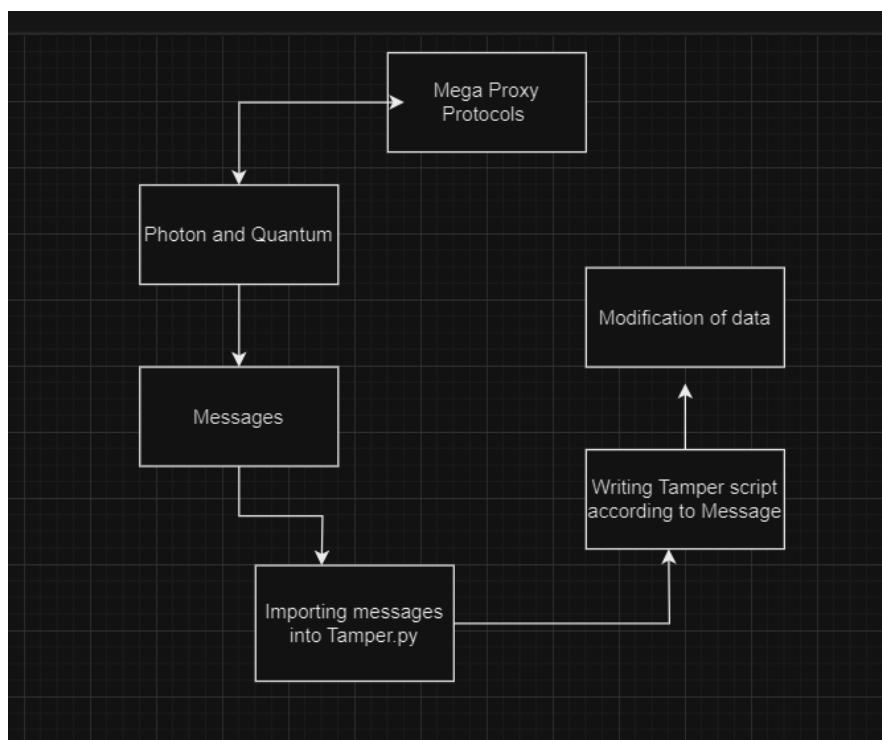 Mega Proxy
Protocols
Photon and Quantum
Modification of data
Messages
Writing Tamper script
according to Message
Importing messages
into Tamper.py